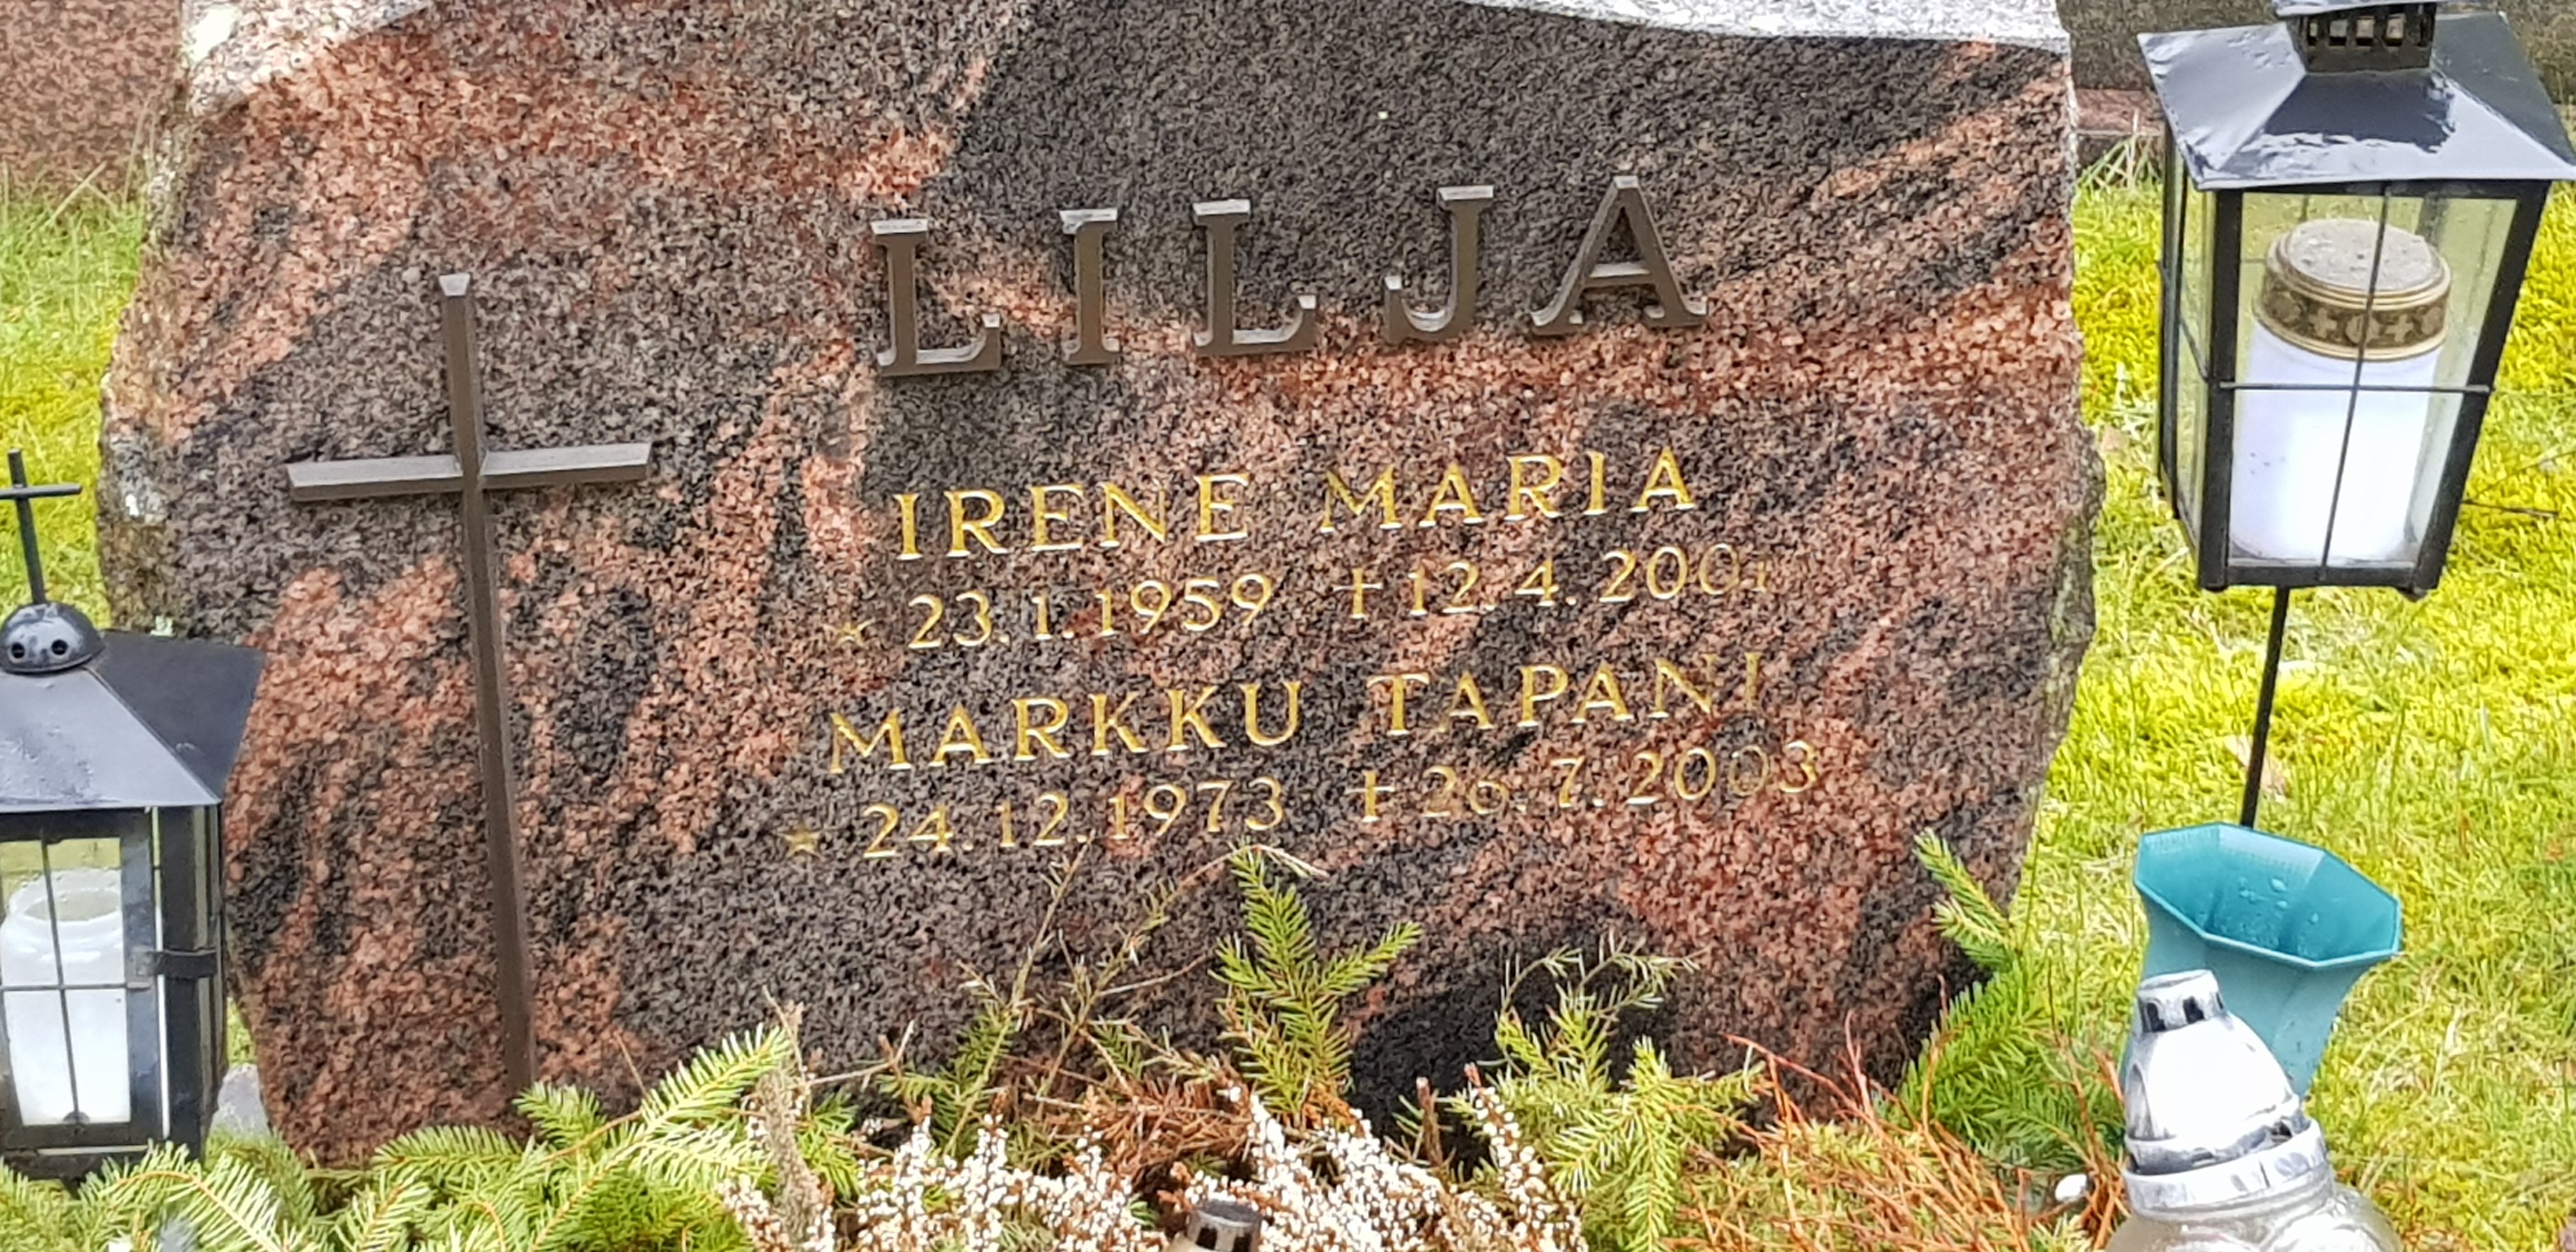 LILJA
IRENE MARIA
★ 23.1.1959 †12.4.2001
MARKKU TAPANI
★ 24.12.1973 †26.7.2003